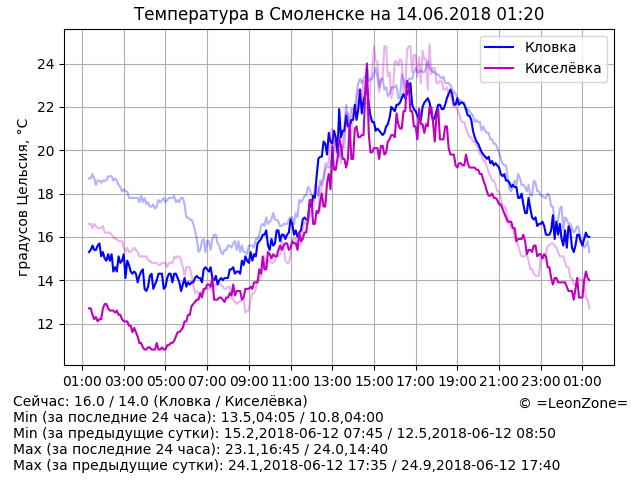 Температура в Смоленске на 14.06.2018 01:20
Кловка
Киселёвка
градусов Цельсия, °C
24
22
20
18
16
14
12
01:00 03:00 05:00 07:00 09:00 11:00 13:00 15:00 17:00 19:00 21:00 23:00 01:00
Сейчас: 16.0 / 14.0 (Кловка / Киселёвка)
© =LeonZone=
Min (за последние 24 часа): 13.5,04:05 / 10.8,04:00
Min (за предыдущие сутки): 15.2,2018-06-12 07:45 / 12.5,2018-06-12 08:50
Max (за последние 24 часа): 23.1,16:45 / 24.0,14:40
Max (за предыдущие сутки): 24.1,2018-06-12 17:35 / 24.9,2018-06-12 17:40